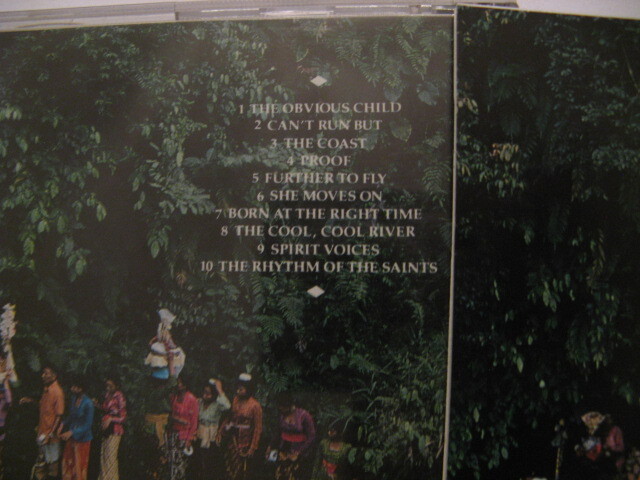 1 THE OBVIOUS CHILD
2 CAN'T RUN BUT
3 THE COAST
4 PROOF
5 FURTHER TO FLY
6 SHE MOVES ON
7 BORN AT THE RIGHT TIME
8 THE COOL, COOL RIVER
9 SPIRIT VOICES
10 THE RHYTHM OF THE SAINTS